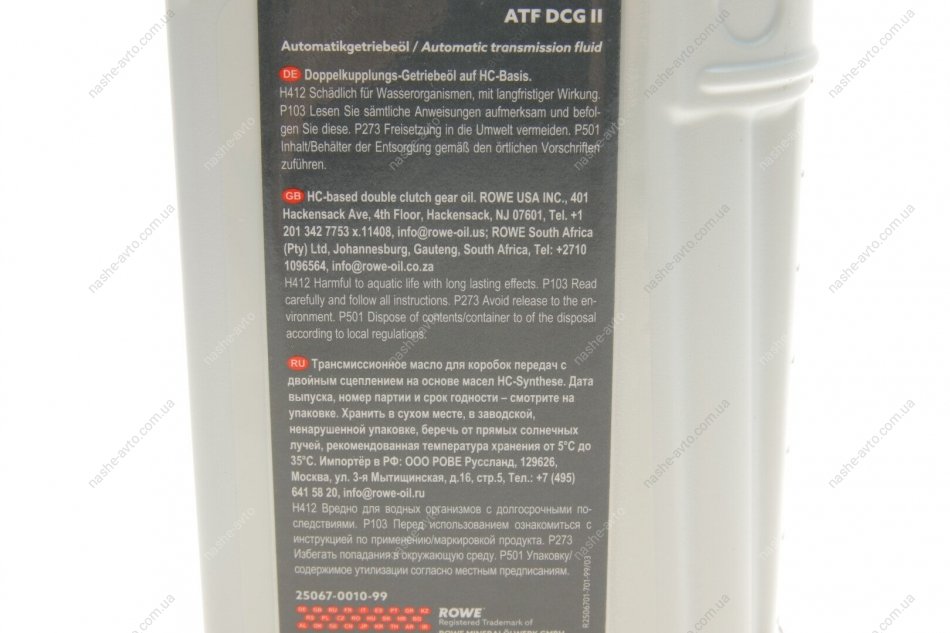 ATF DCG II
Automatikgetriebeöl / Automatic transmission fluid
DE Doppelkupplungs-Getriebeöl auf HC-Basis.
H412 Schädlich für Wasserorganismen, mit langfristiger Wirkung.
P103 Lesen Sie sämtliche Anweisungen aufmerksam und befol-
gen Sie diese. P273 Freisetzung in die Umwelt vermeiden. P501
Inhalt/Behälter der Entsorgung gemäß den örtlichen Vorschriften
zuführen.
GB HC-based double clutch gear oil. ROWE USA INC., 401
Hackensack Ave, 4th Floor, Hackensack, NJ 07601, Tel. +1
201 342 7753 x.11408, info@rowe-oil.us; ROWE South Africa
(Pty) Ltd, Johannesburg, Gauteng, South Africa, Tel: +2710
1096564, info@rowe-oil.co.za
H412 Harmful to aquatic life with long lasting effects. P103 Read
carefully and follow all instructions. P273 Avoid release to the en-
vironment. P501 Dispose of contents/container to of the disposal
according to local regulations.
RU Трансмиссионное масло для коробок передач с
двойным сцеплением на основе масел HC-Synthese. Дата
выпуска, номер партии и срок годности – смотрите на
упаковке. Хранить в сухом месте, в заводской,
ненарушенной упаковке, беречь от прямых солнечных
лучей, рекомендованная температура хранения от 5°C до
35°C. Импортёр в РФ: ООО РОВЕ Руссланд, 129626,
Москва, ул. 3-я Мытищинская, д.16, стр.5, Тел.: +7 (495)
641 58 20, info@rowe-oil.ru
H412 Вредно для водных организмов с долгосрочными по-
следствиями. P103 Перед использованием ознакомиться с
инструкцией по применению/маркировкой продукта. P273
Избегать попадания в окружающую среду. P501 Упаковку/
содержимое утилизации согласно местным предписаниям.
25067-0010-99
ROWE
Registered Trademark of
ROWE MINERALÖLWERK GMBH
R2506701-701-99/03
nashe-avto.com.ua